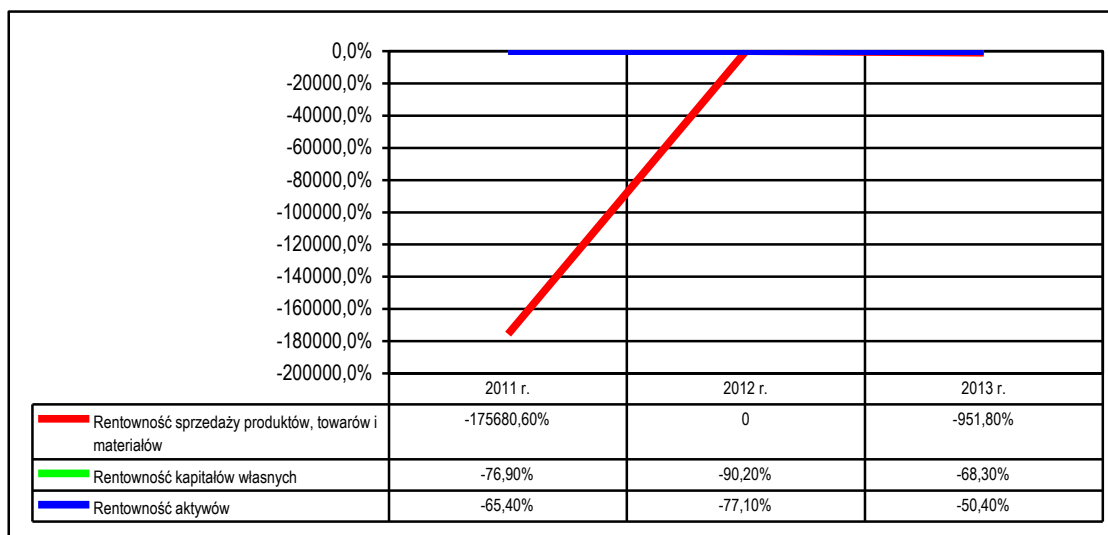 0,0%
-20000,0%
-40000,0%
-60000,0%
-80000,0%
-100000,0%
-120000,0%
-140000,0%
-160000,0%
-180000,0%
-200000,0%
2011 r. 2012 r. 2013 r.
Rentowność sprzedaży produktów, towarów i -175680,60% 0 -951,80%
materiałów
Rentowność kapitałów własnych -76,90% -90,20% -68,30%
Rentowność aktywów -65,40% -77,10% -50,40%